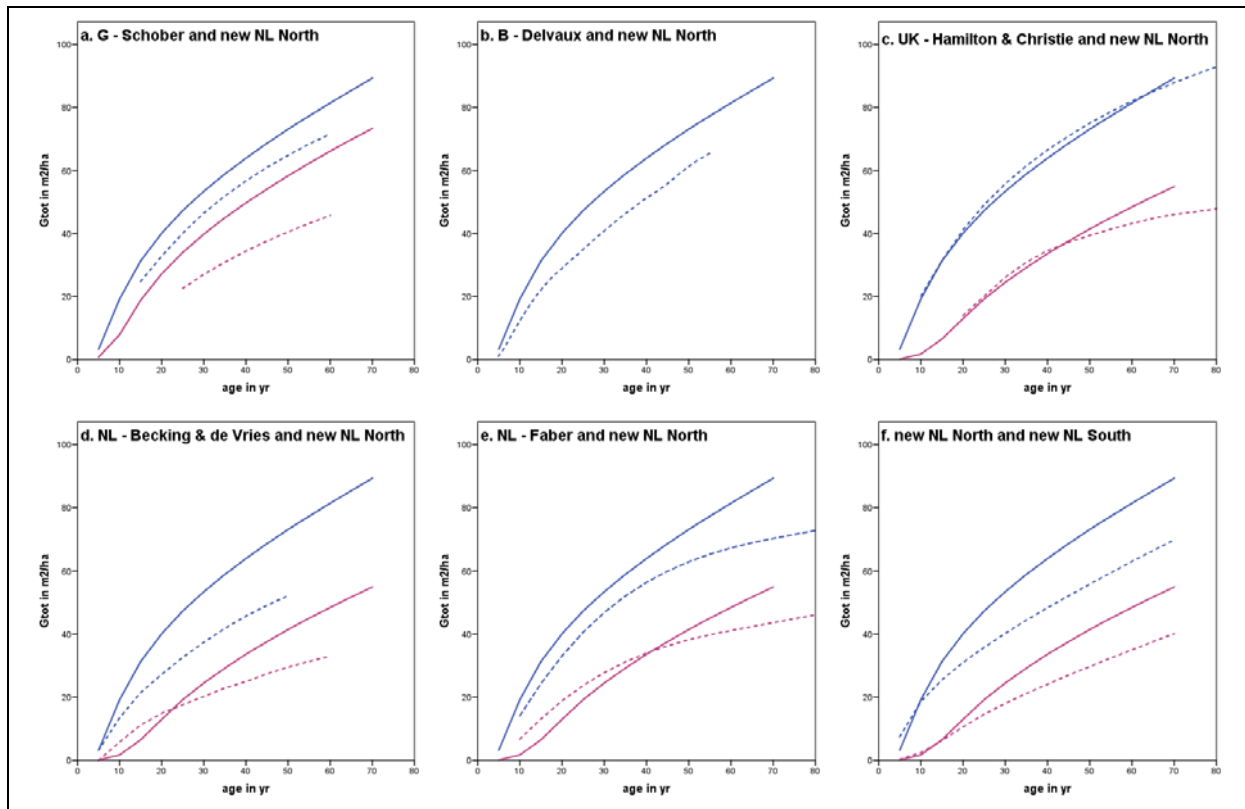 a. G - Schober and new NL North
100
80
60
40
20
0
Gtot in m2/ha
0 10 20 30 40 50 60 70 80
age in yr
b. B - Delvaux and new NL North
100
80
60
40
20
0
Gtot in m2/ha
0 10 20 30 40 50 60 70 80
age in yr
c. UK - Hamilton & Christie and new NL North
100
80
60
40
20
0
Gtot in m2/ha
0 10 20 30 40 50 60 70 80
age in yr
d. NL - Becking & de Vries and new NL North
100
80
60
40
20
0
Gtot in m2/ha
0 10 20 30 40 50 60 70 80
age in yr
e. NL - Faber and new NL North
100
80
60
40
20
0
Gtot in m2/ha
0 10 20 30 40 50 60 70 80
age in yr
f. new NL North and new NL South
100
80
60
40
20
0
Gtot in m2/ha
0 10 20 30 40 50 60 70 80
age in yr